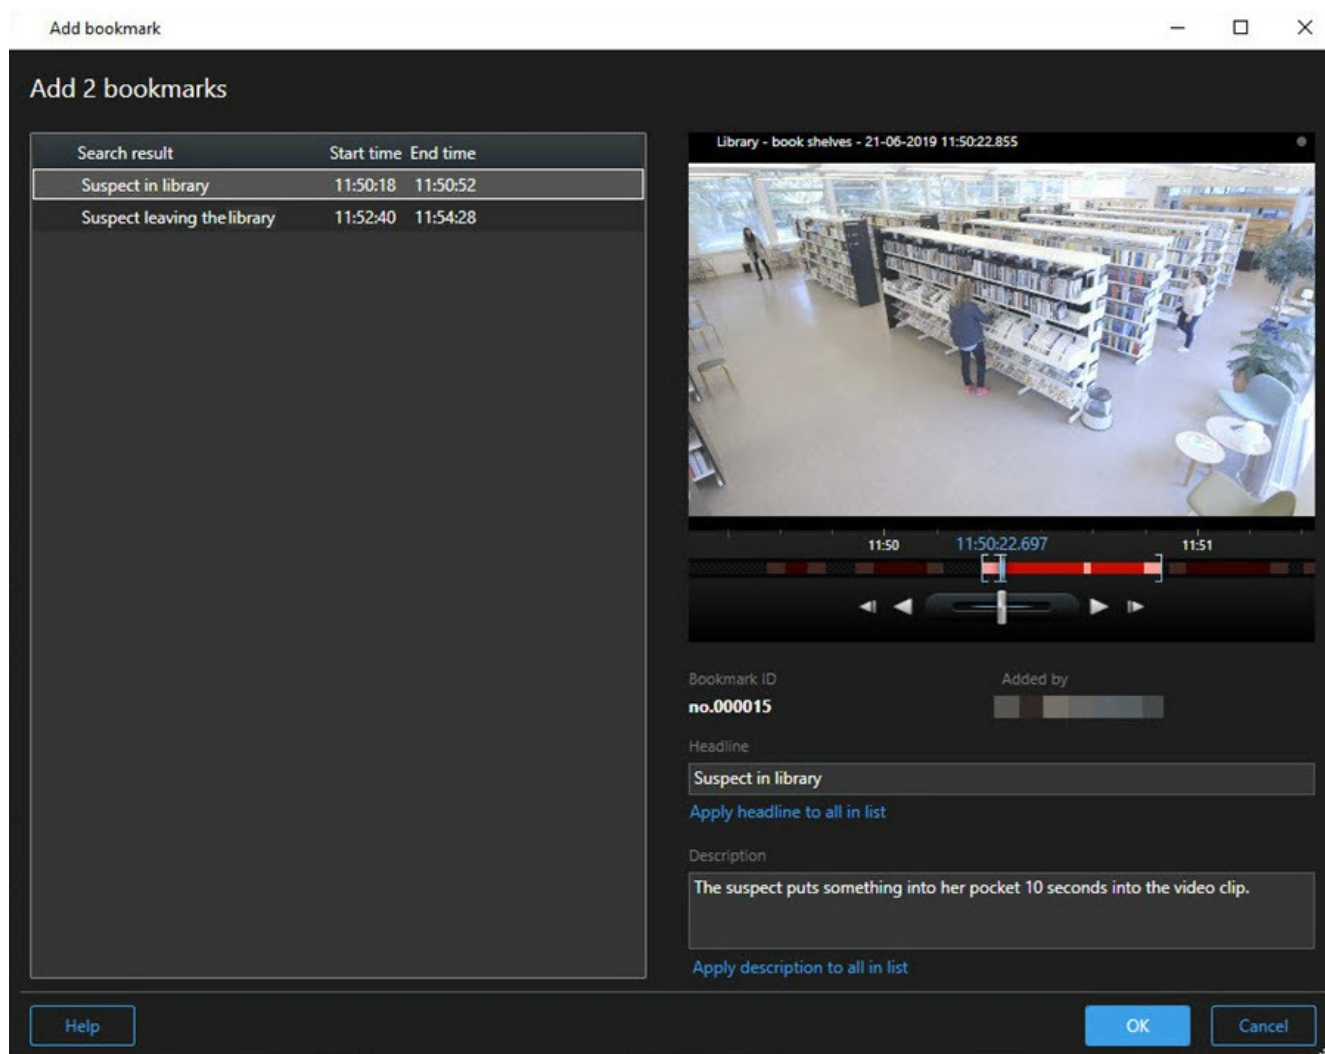 Add bookmark
Add 2 bookmarks
Search result Start time End time
Suspect in library 11:50:18 11:50:52
Suspect leaving the library 11:52:40 11:54:28
Library - book shelves - 21-06-2019 11:50:22.855
11:50 11:50:22.697 11:51
Bookmark ID Added by
no.000015
Headline
Suspect in library
Apply headline to all in list
Description
The suspect puts something into her pocket 10 seconds into the video clip.
Apply description to all in list
Help OK Cancel